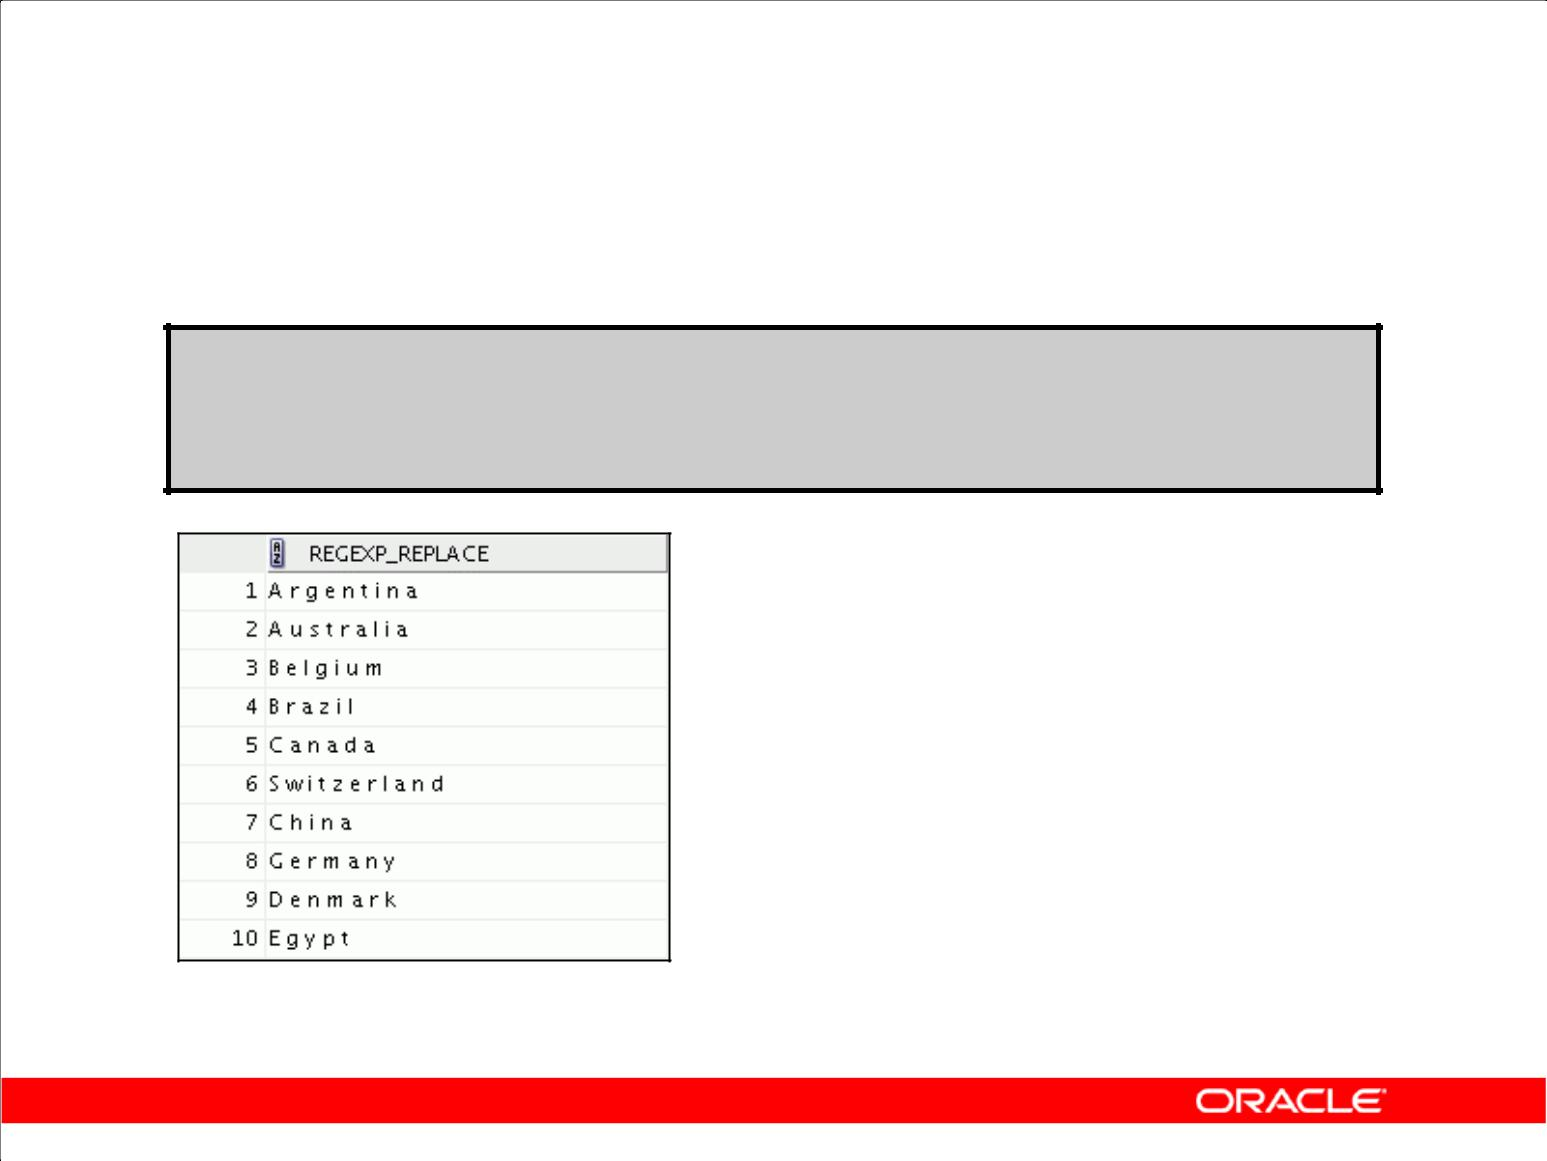 REGEXP_REPLACE
1 A r g e n t i n a
2 A u s t r a l i a
3 B e l g i u m
4 B r a z i l
5 C a n a d a
6 S w i t z e r l a n d
7 C h i n a
8 G e r m a n y
9 D e n m a r k
10 E g y p t
ORACLE